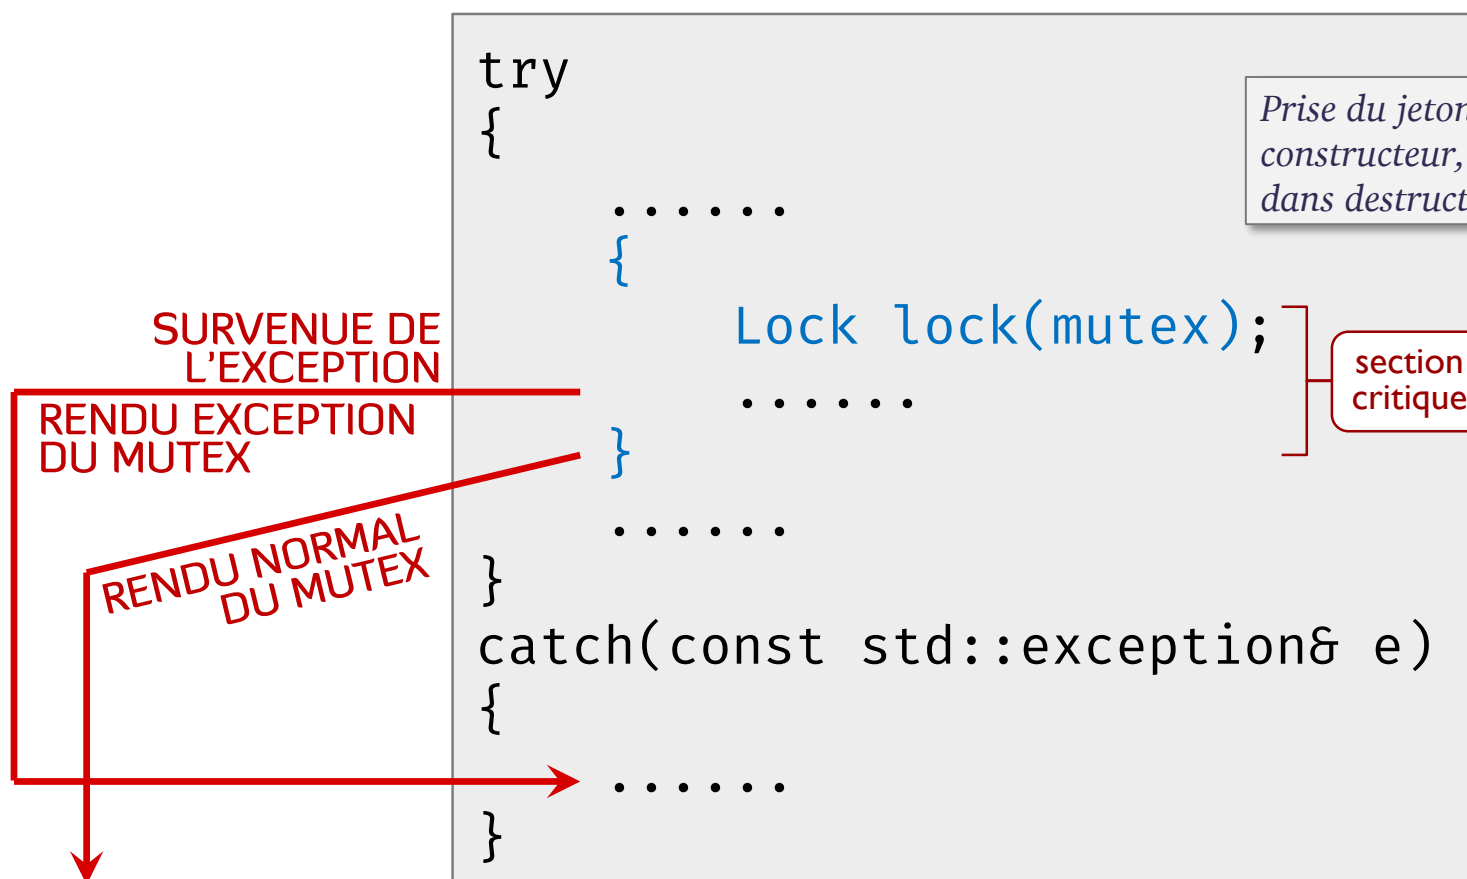 try
{
......
{
Lock lock(mutex);
......
}
......
}
catch(const std::exception& e)
{
......
}
Prise du jeton
constructeur,
dans destruct
section
critique
SURVENUE DE
L'EXCEPTION
RENDU EXCEPTION
DU MUTEX
RENDU NORMAL
DU MUTEX